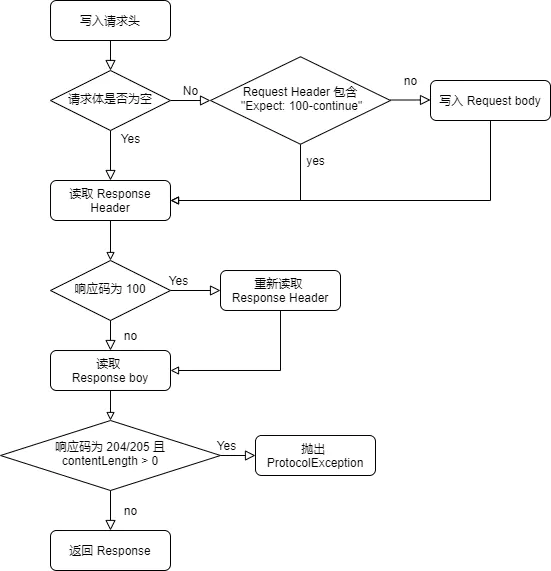 写入请求头
请求体是否为空
No
Request Header 包含
"Expect: 100-continue"
no
写入 Request body
Yes
yes
读取 Response
Header
响应码为 100
Yes
重新读取
Response Header
no
读取
Response boy
响应码为 204/205 且
contentLength > 0
Yes
抛出
ProtocolException
no
返回 Response